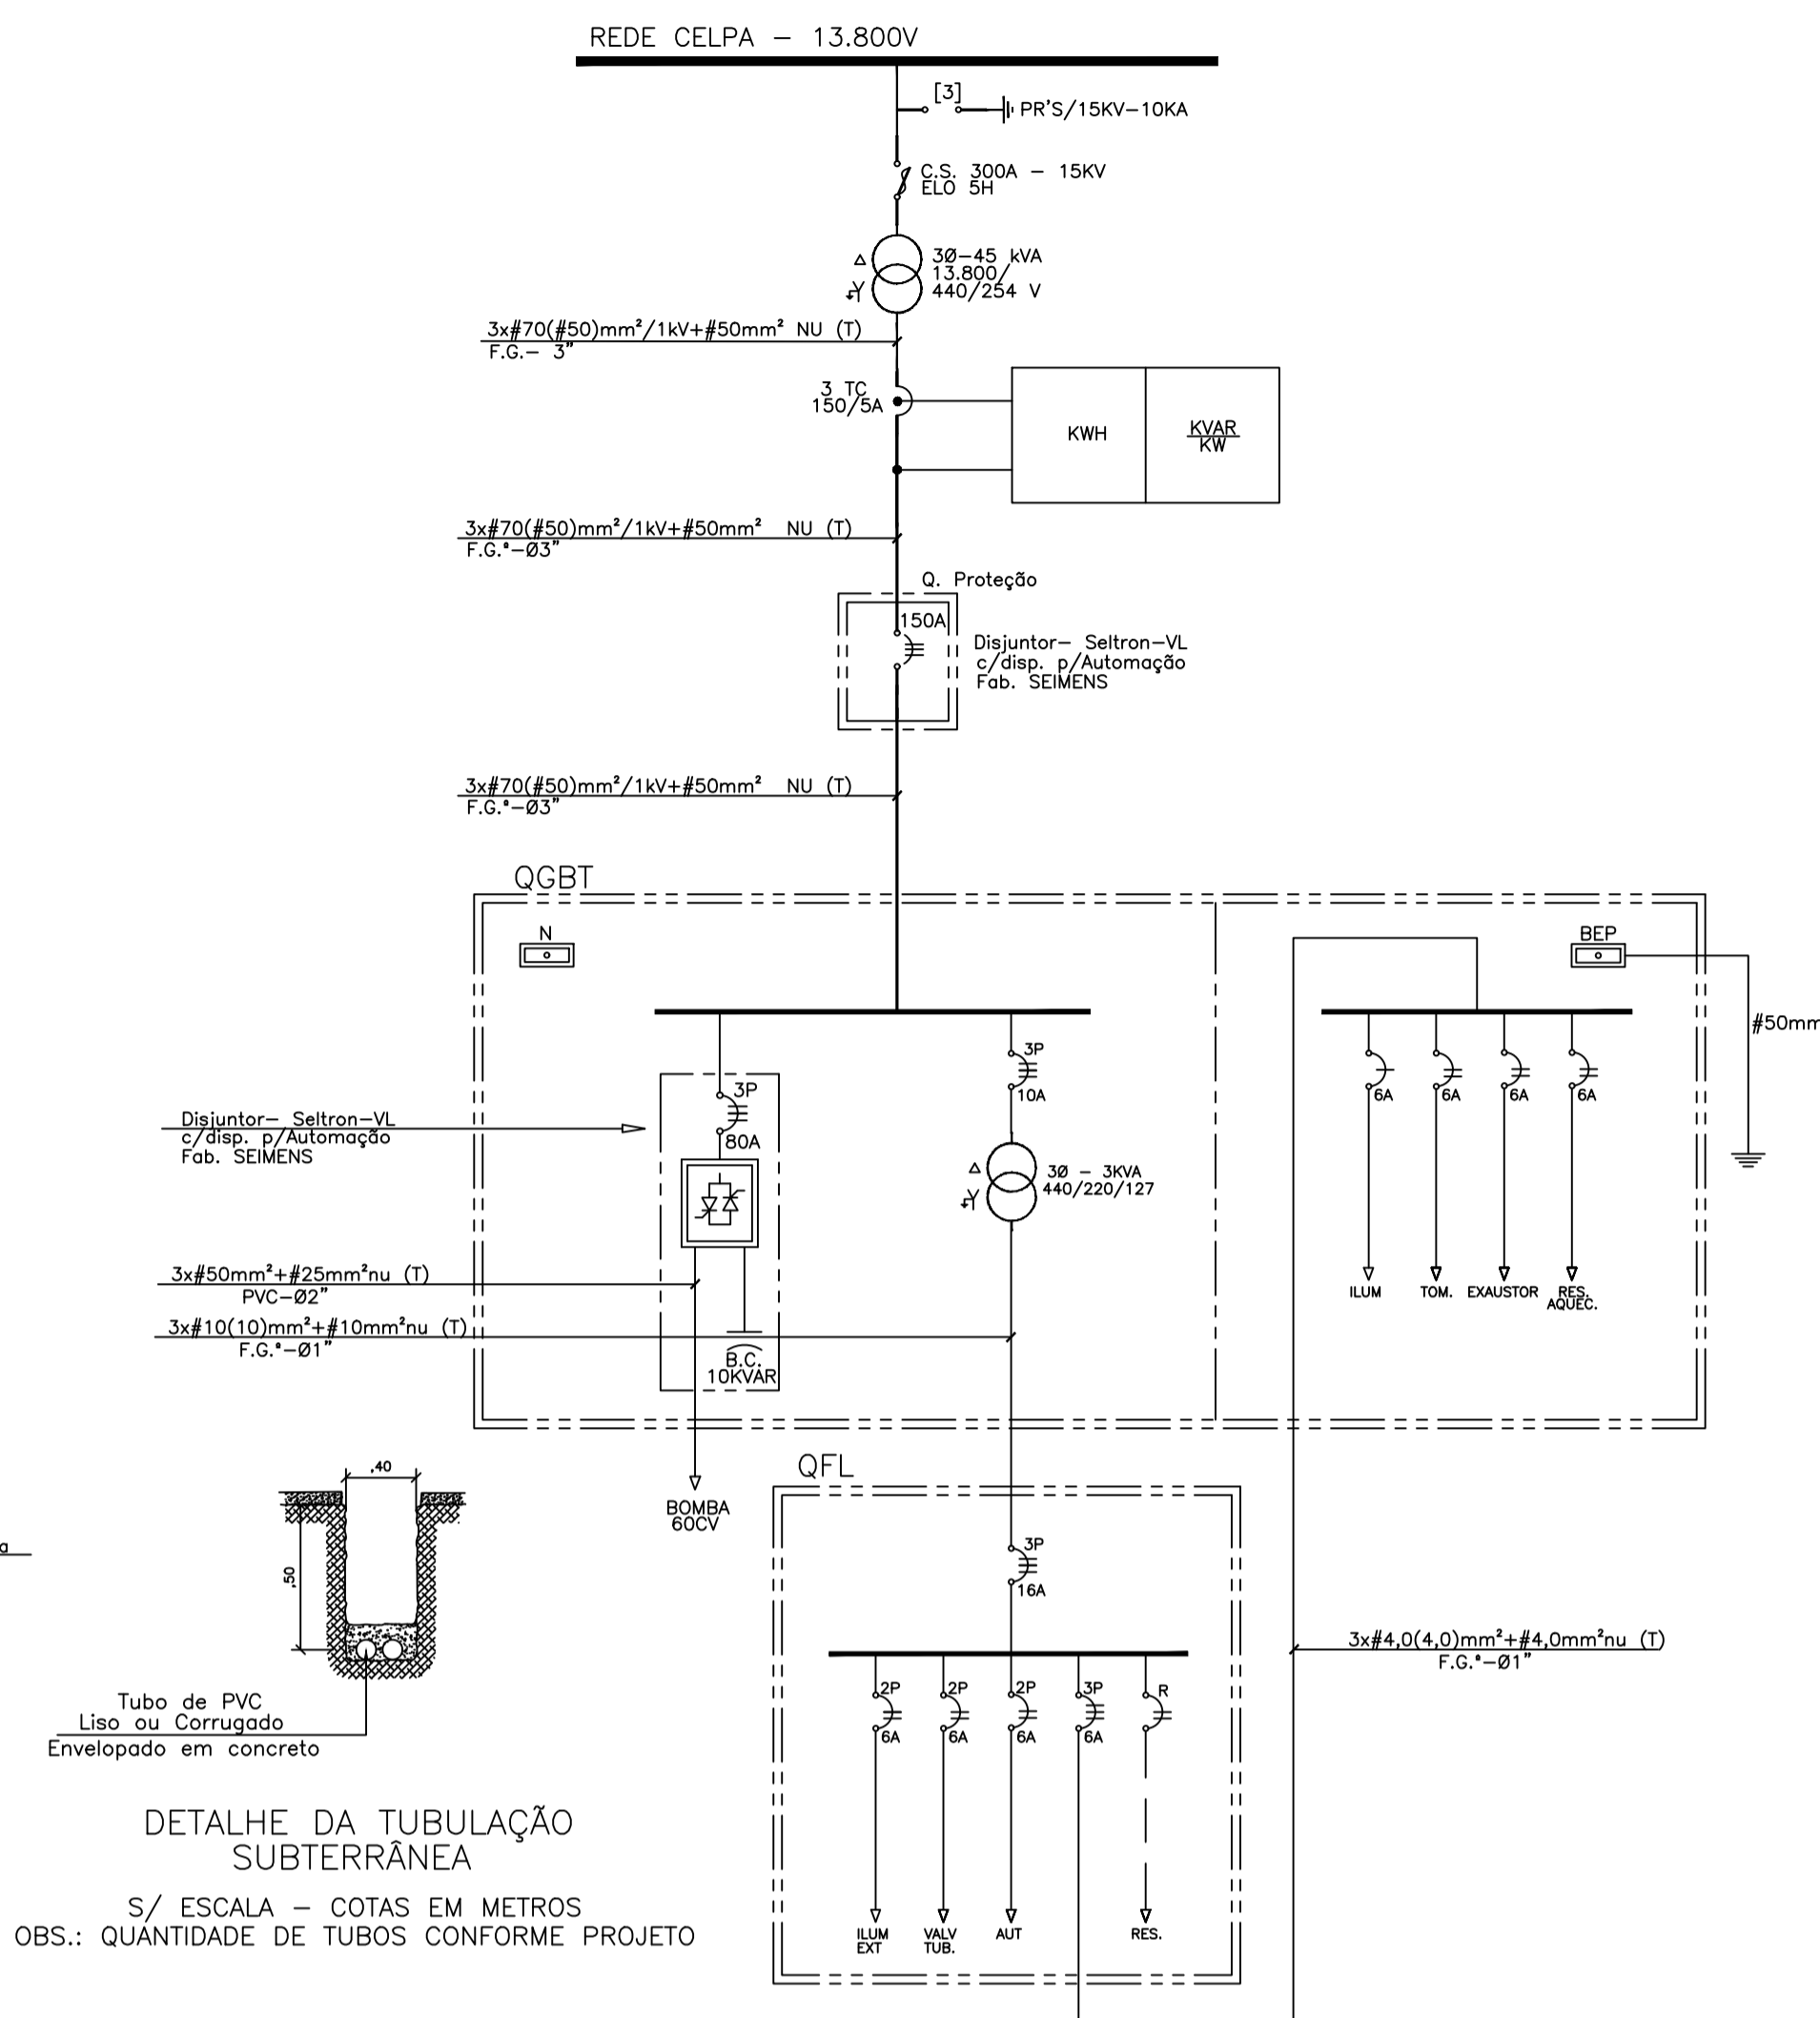 REDE CELPA – 13.800V
[3]
PR'S/15KV–10KA
C.S. 300A – 15KV
ELO 5H
3Ø–45 kVA
13.800/
440/254 V
3x#70(#50)mm²/1kV+#50mm² NU (T)
F.G.– 3"
3 TC
150/5A
KWH
KVAR
KW
3x#70(#50)mm²/1kV+#50mm² NU (T)
F.G.°–Ø3"
Q. Proteção
150A
Disjuntor– Seltron–VL
c/disp. p/Automação
Fab. SEIMENS
3x#70(#50)mm²/1kV+#50mm² NU (T)
F.G.°–Ø3"
QGBT
N
BEP
#50mm
3P
10A
3P
80A
6A
6A
6A
6A
Disjuntor– Seltron–VL
c/disp. p/Automação
Fab. SEIMENS
3Ø – 3KVA
440/220/127
3x#50mm²+#25mm²nu (T)
PVC–Ø2"
3x#10(10)mm²+#10mm²nu (T)
F.G.°–Ø1"
ILUM
TOM.
EXAUSTOR
RES.
AQUEC.
B.C.
10KVAR
BOMBA
60CV
QFL
3P
16A
,40
,50
a
3x#4,0(4,0)mm²+#4,0mm²nu (T)
F.G.°–Ø1"
2P
6A
2P
6A
2P
6A
3P
6A
R
Tubo de PVC
Liso ou Corrugado
Envelopado em concreto
ILUM
EXT
VALV
TUB.
AUT
RES.
DETALHE DA TUBULAÇÃO
SUBTERRÂNEA
S/ ESCALA – COTAS EM METROS
OBS.: QUANTIDADE DE TUBOS CONFORME PROJETO